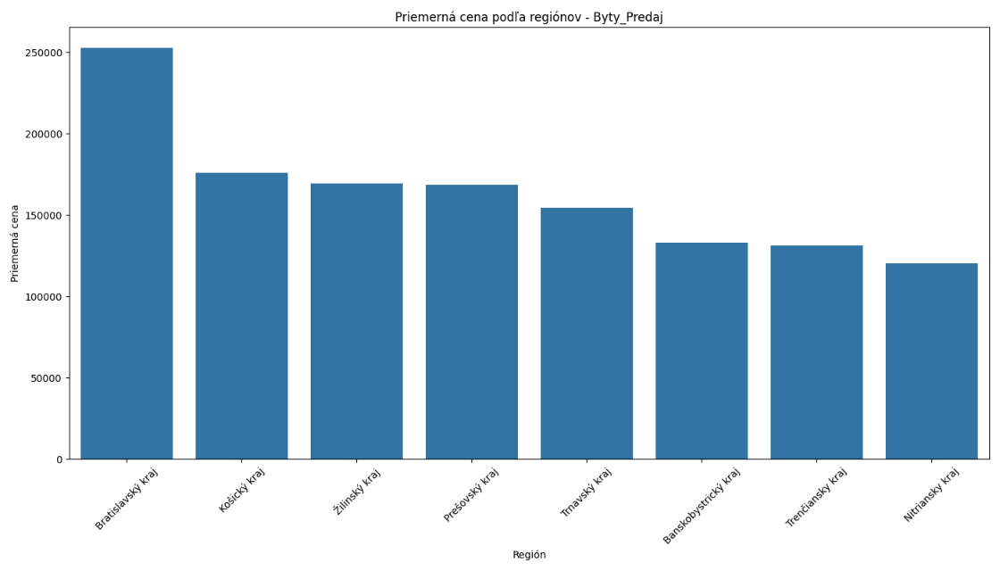 Priemerná cena podľa regiónov - Byty_Predaj
Priemerná cena
250000
200000
150000
100000
50000
0
Bratislavský kraj
Košický kraj
Žilinský kraj
Prešovský kraj
Trnavský kraj
Banskobystrický kraj
Trenčiansky kraj
Nitriansky kraj
Región